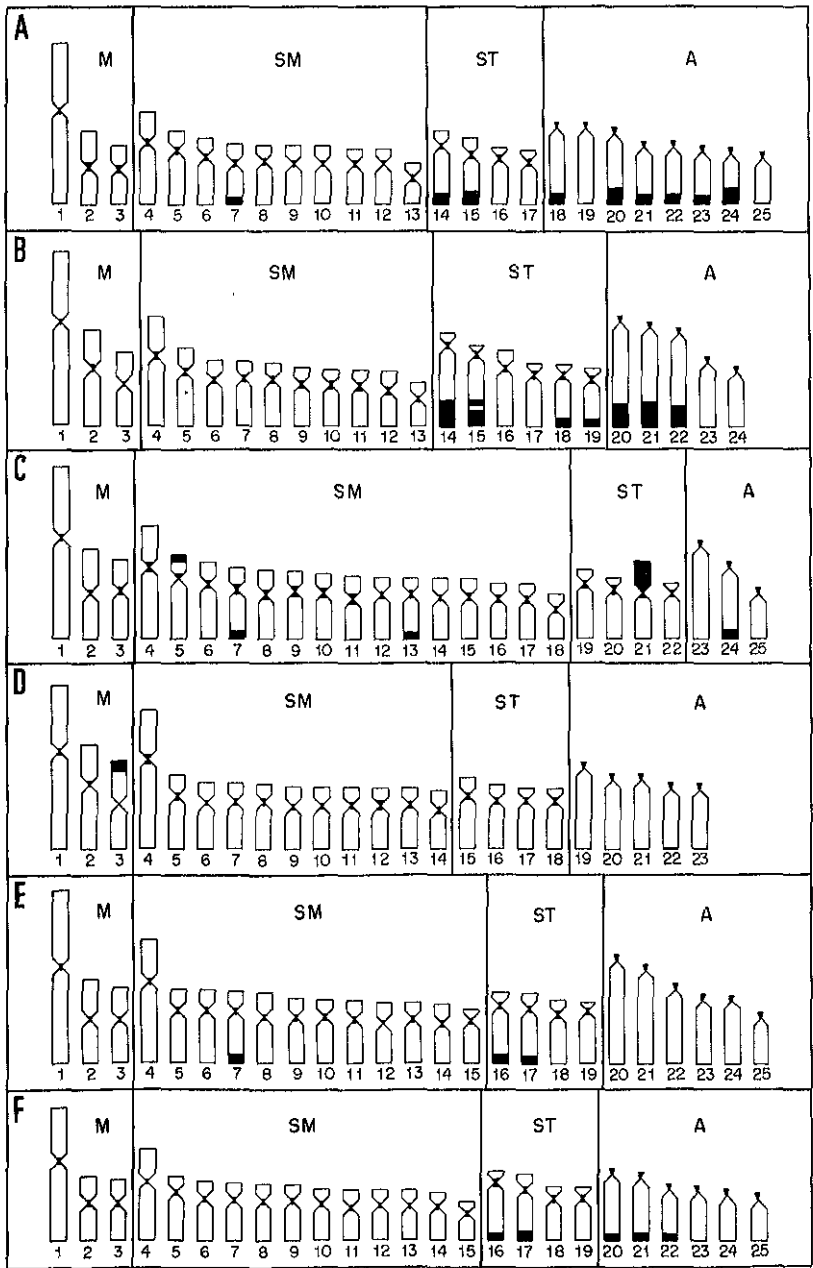 A
M SM ST A
1 2 3 4 5 6 7 8 9 10 11 12 13 14 15 16 17 18 19 20 21 22 23 24 25
B
M SM ST A
1 2 3 4 5 6 7 8 9 10 11 12 13 14 15 16 17 18 19 20 21 22 23 24
C
M SM ST A
1 2 3 4 5 6 7 8 9 10 11 12 13 14 15 16 17 18 19 20 21 22 23 24 25
D
M SM ST A
1 2 3 4 5 6 7 8 9 10 11 12 13 14 15 16 17 18 19 20 21 22 23
E
M SM ST A
1 2 3 4 5 6 7 8 9 10 11 12 13 14 15 16 17 18 19 20 21 22 23 24 25
F
M SM ST A
1 2 3 4 5 6 7 8 9 10 11 12 13 14 15 16 17 18 19 20 21 22 23 24 25